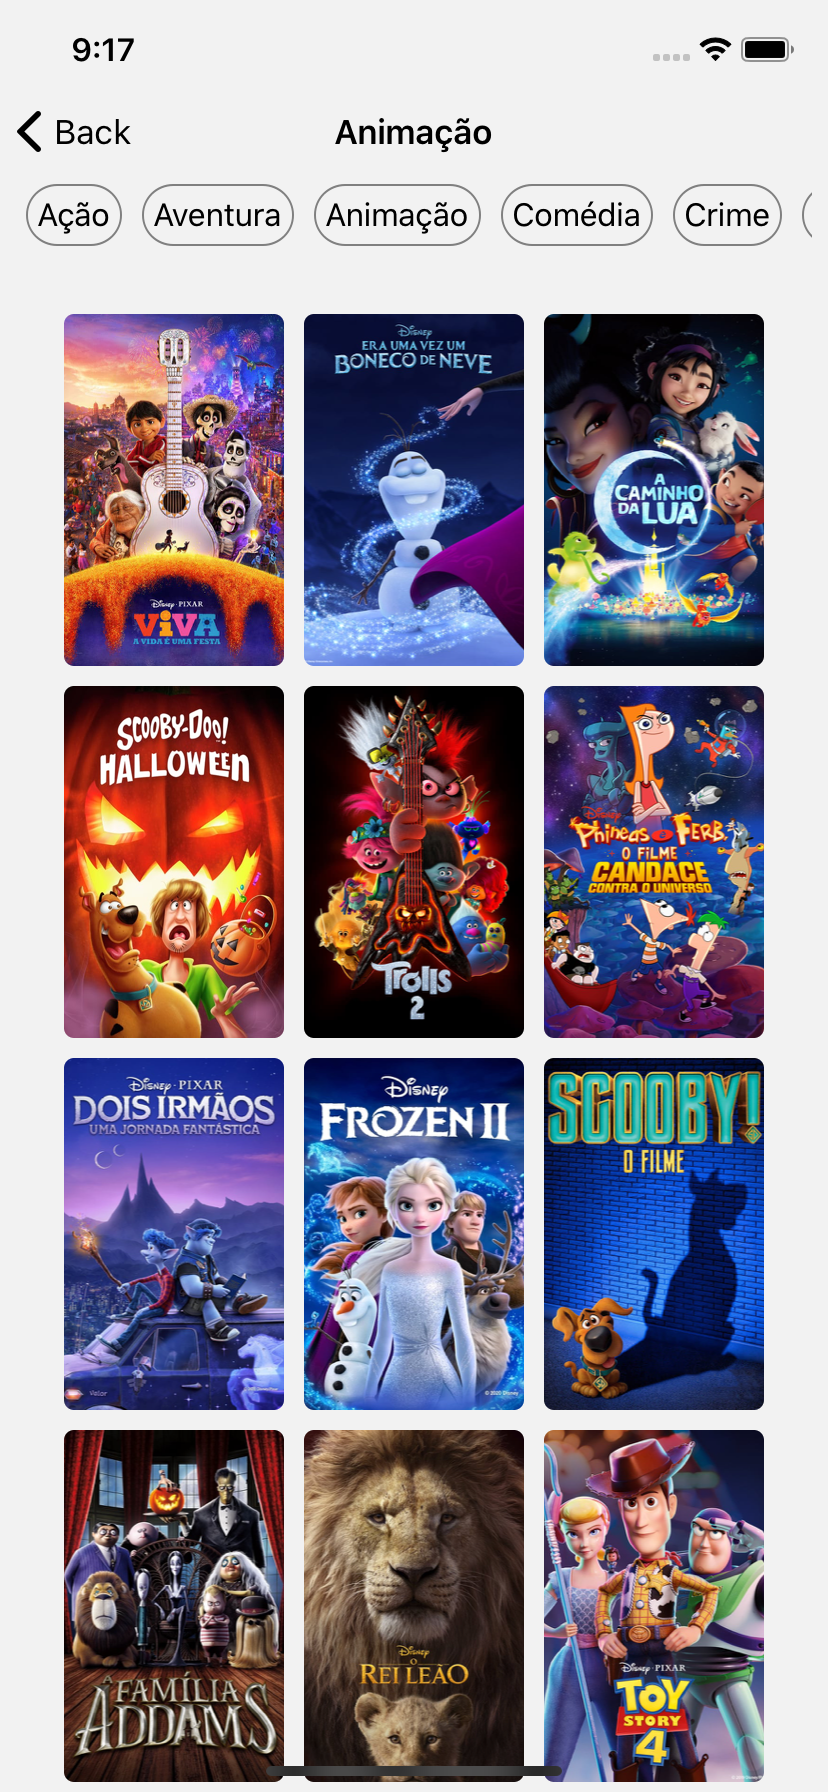 9:17
Back
Animação
Ação
Aventura
Animação
Comédia
Crime
Disney · PIXAR
VIVA
A VIDA É UMA FESTA
Disney
ERA UMA VEZ UM
BONECO DE NEVE
A
CAMINHO
DA LUA
SCOOBY-DOO!
HALLOWEEN
TROLLS
2
Disney
Phineas e FERB,
O FILME
CANDACE
CONTRA O UNIVERSO
Disney · PIXAR
DOIS IRMÃOS
UMA JORNADA FANTÁSTICA
Valor
Disney
FROZEN II
© 2020 Disney
SCOOBY!
O FILME
A FAMÍLIA
ADDAMS
Disney
O
REI LEÃO
Disney · PIXAR
TOY
STORY
4